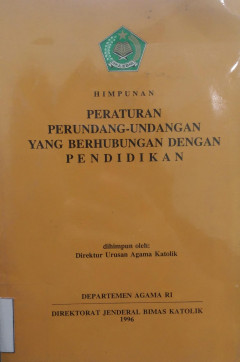 HIMPUNAN
PERATURAN
PERUNDANG-UNDANGAN
YANG BERHUBUNGAN DENGAN
PENDIDIKAN
dihimpun oleh:
Direktur Urusan Agama Katolik
DEPARTEMEN AGAMA RI
DIREKTORAT JENDERAL BIMAS KATOLIK
1996